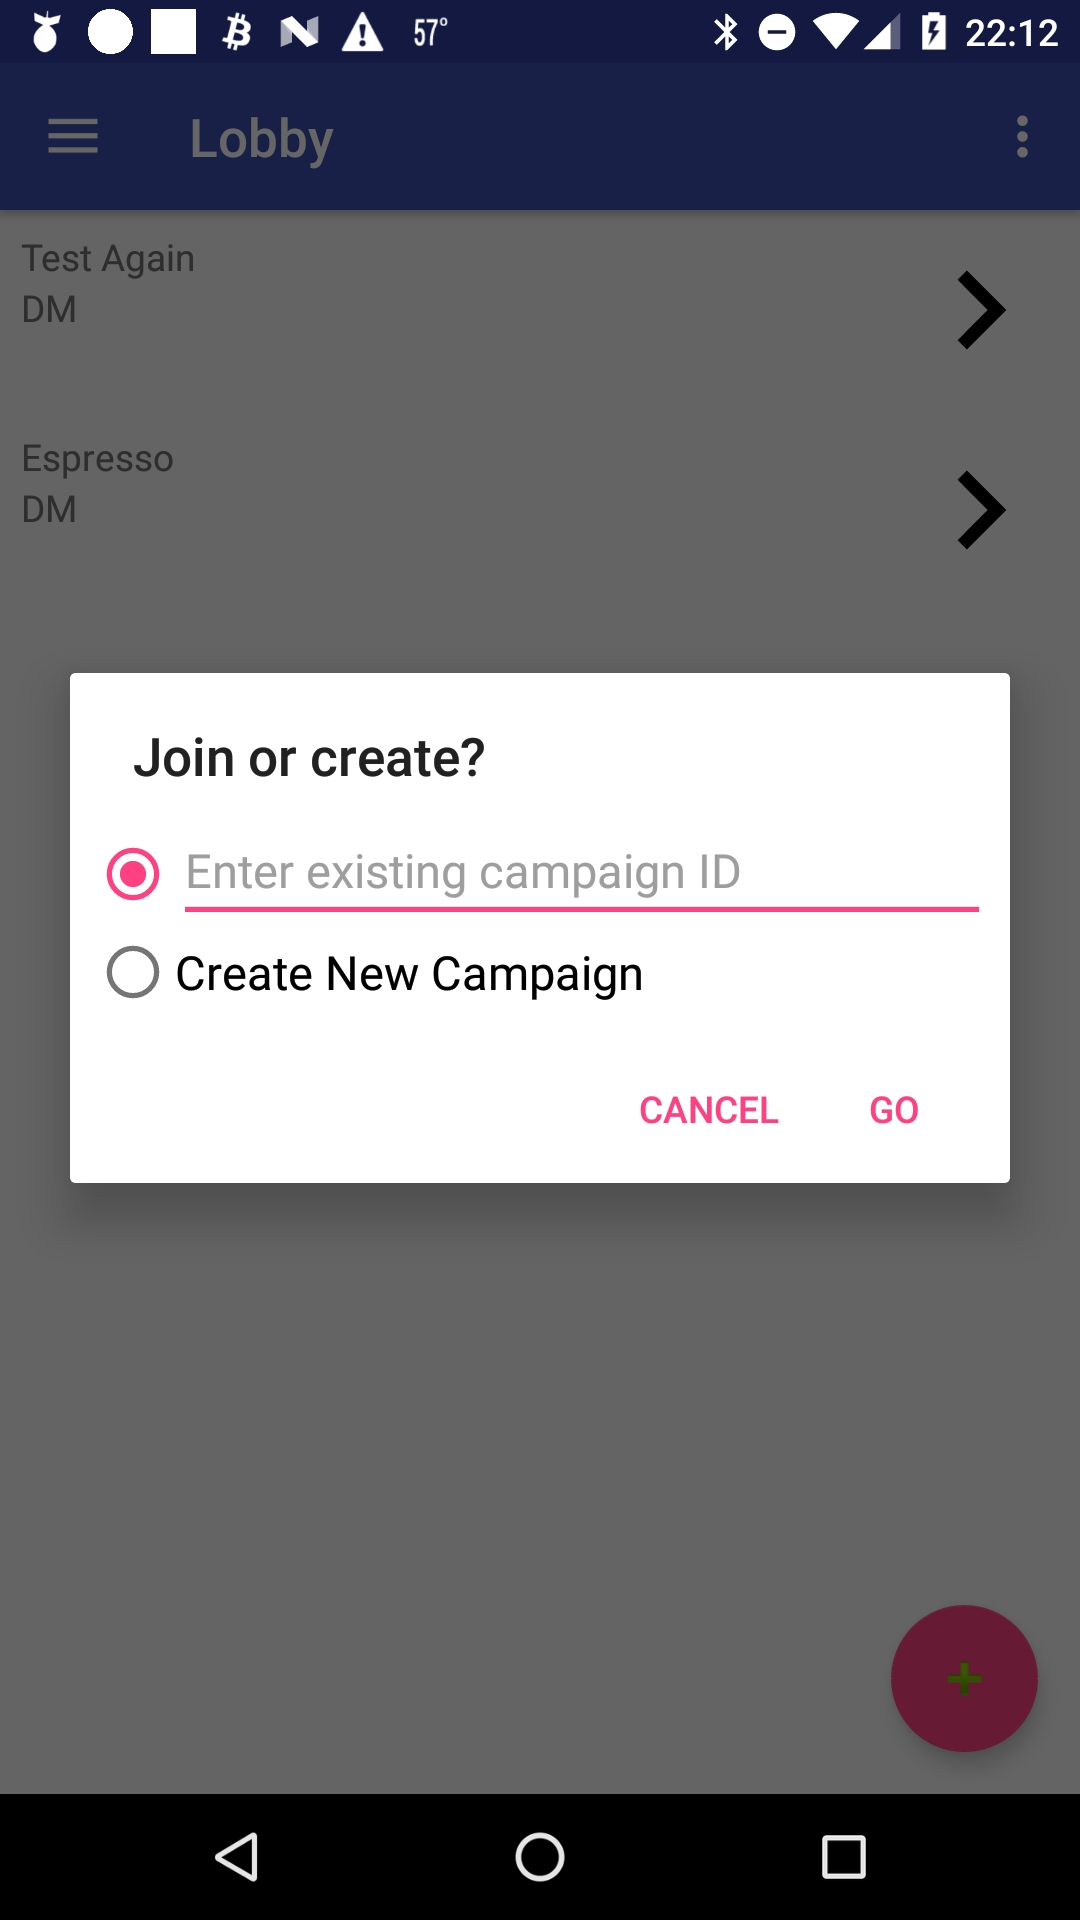 57° 22:12
Lobby
Test Again
DM
Espresso
DM
Join or create?
Enter existing campaign ID
Create New Campaign
CANCEL GO